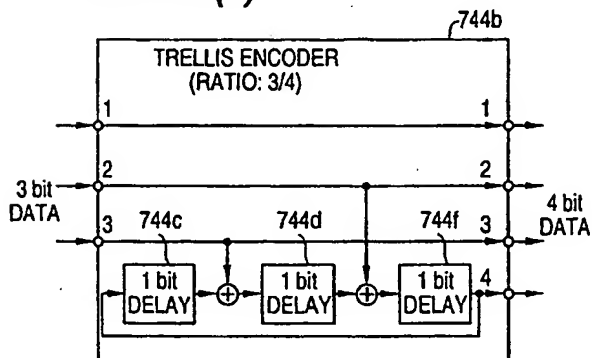 744b
TRELLIS ENCODER
(RATIO: 3/4)
1 1
2 2
3 bit
DATA
3 744c 744d 744f 3
4 bit
DATA
1 bit
DELAY
1 bit
DELAY
1 bit
DELAY
4